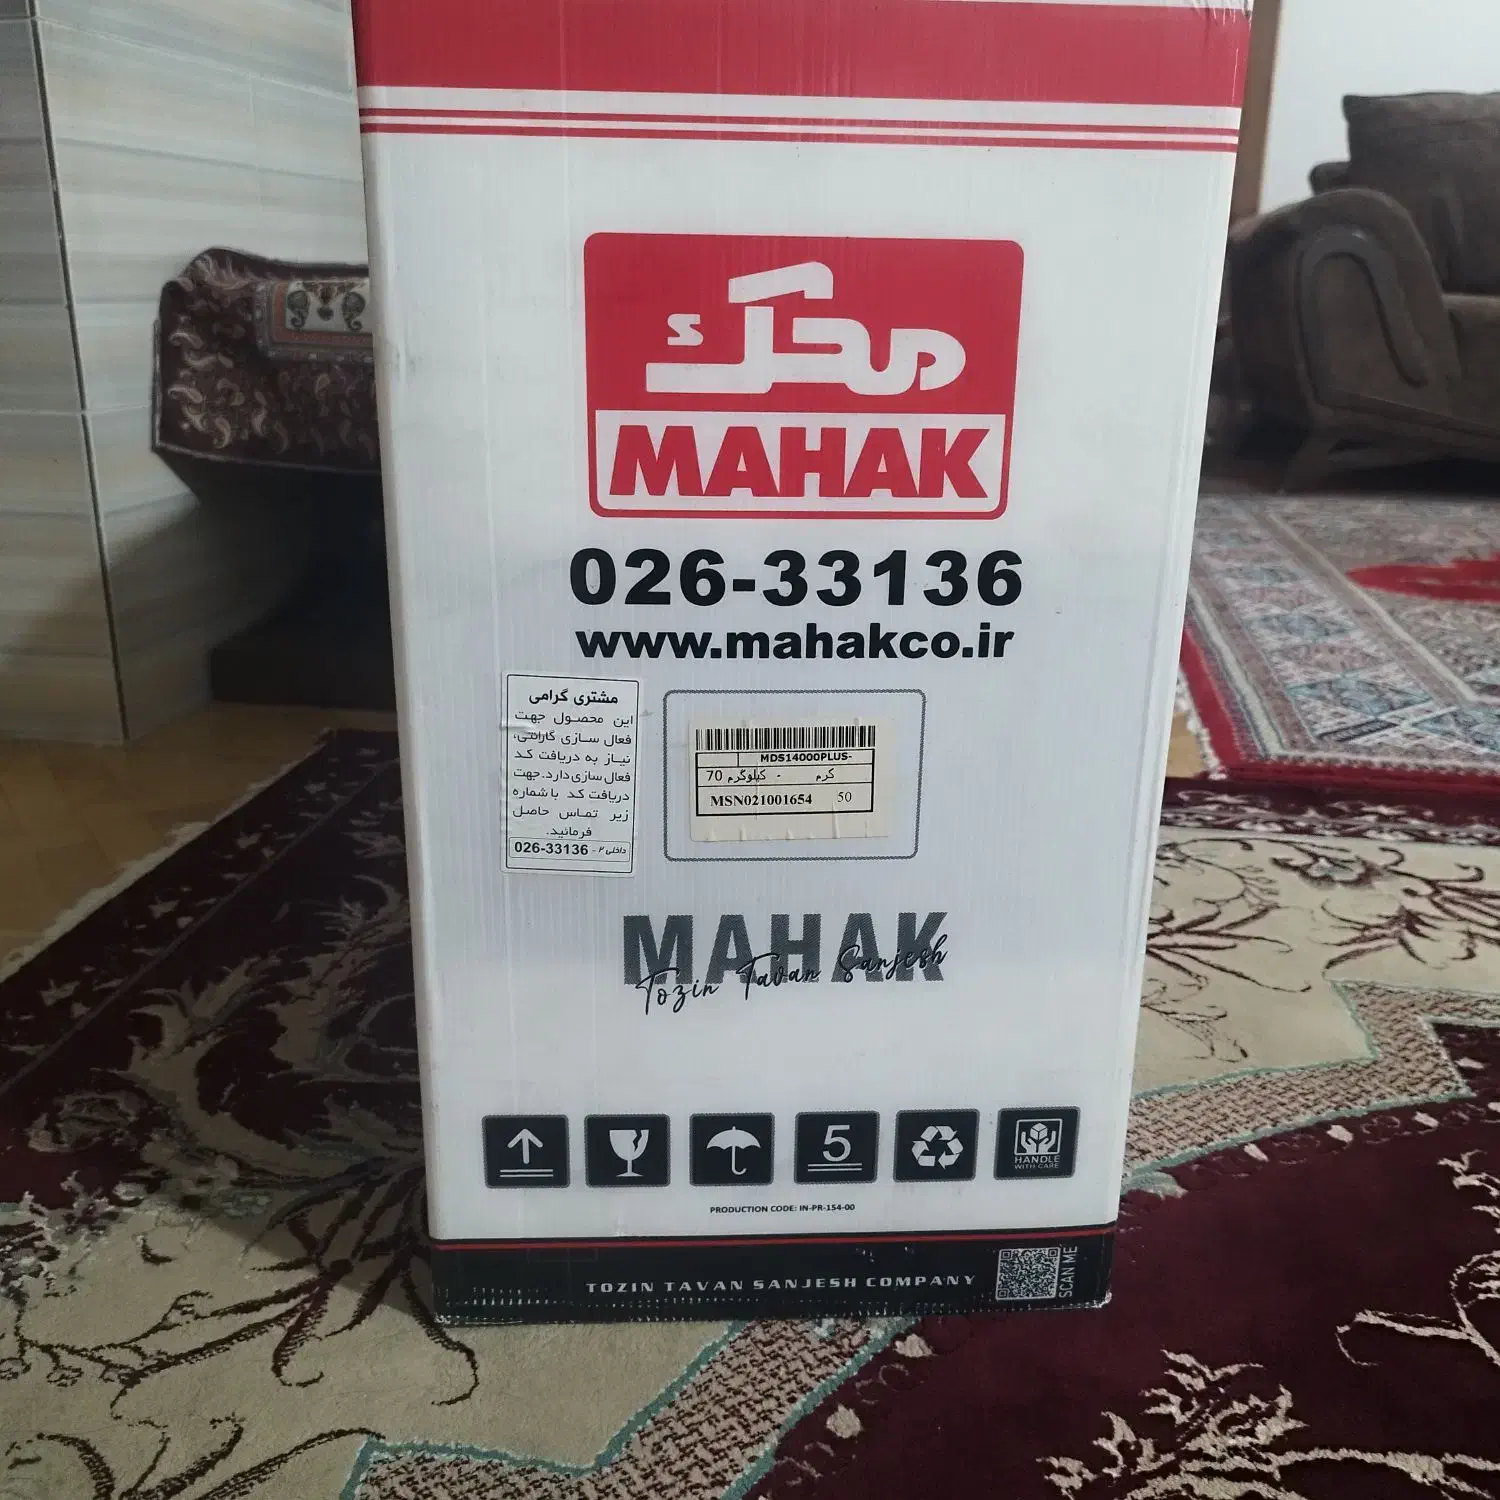 محک
MAHAK
026-33136
www.mahakco.ir
مشتری گرامی
این محصول جهت
فعال سازی گارانتی،
نیاز به دریافت کد
فعال سازی دارد. جهت
دریافت کد با شماره
زیر تماس حاصل
فرمائید.
داخلی ۲ - 026-33136
MDS14000PLUS-
کیلوگرم 70 - گرم
MSN021001654 50
MAHAK
Tozin Tavan Sanjesh
5
HANDLE
WITH CARE
PRODUCTION CODE: IN-PR-154-00
TOZIN TAVAN SANJESH COMPANY
SCAN ME